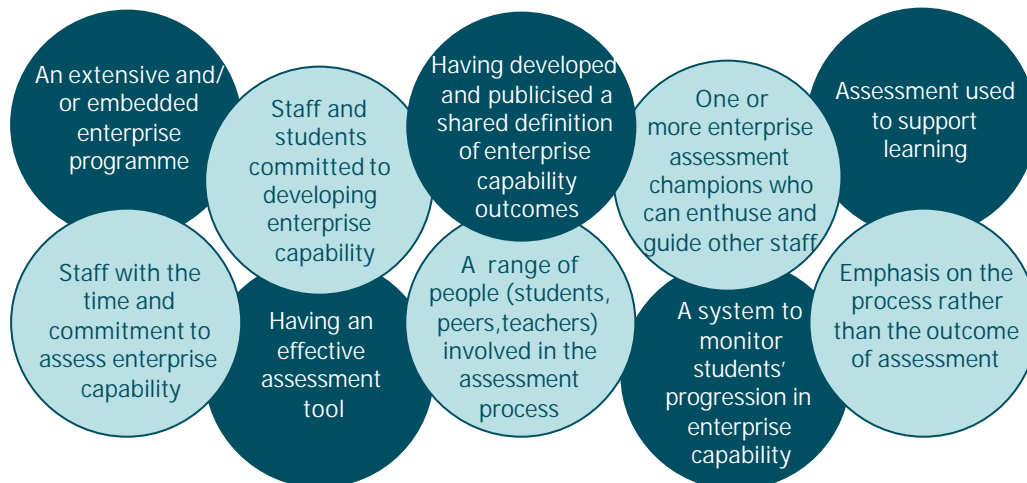 An extensive and/
or embedded
enterprise
programme
Staff and
students
committed to
developing
enterprise
capability
Having developed
and publicised a
shared definition
of enterprise
capability
outcomes
One or
more enterprise
assessment
champions who
can enthuse and
guide other staff
Assessment used
to support
learning
Staff with the
time and
commitment to
assess enterprise
capability
Having an
effective
assessment
tool
A range of
people (students,
peers,teachers)
involved in the
assessment
process
A system to
monitor
students’
progression in
enterprise
capability
Emphasis on the
process rather
than the outcome
of assessment